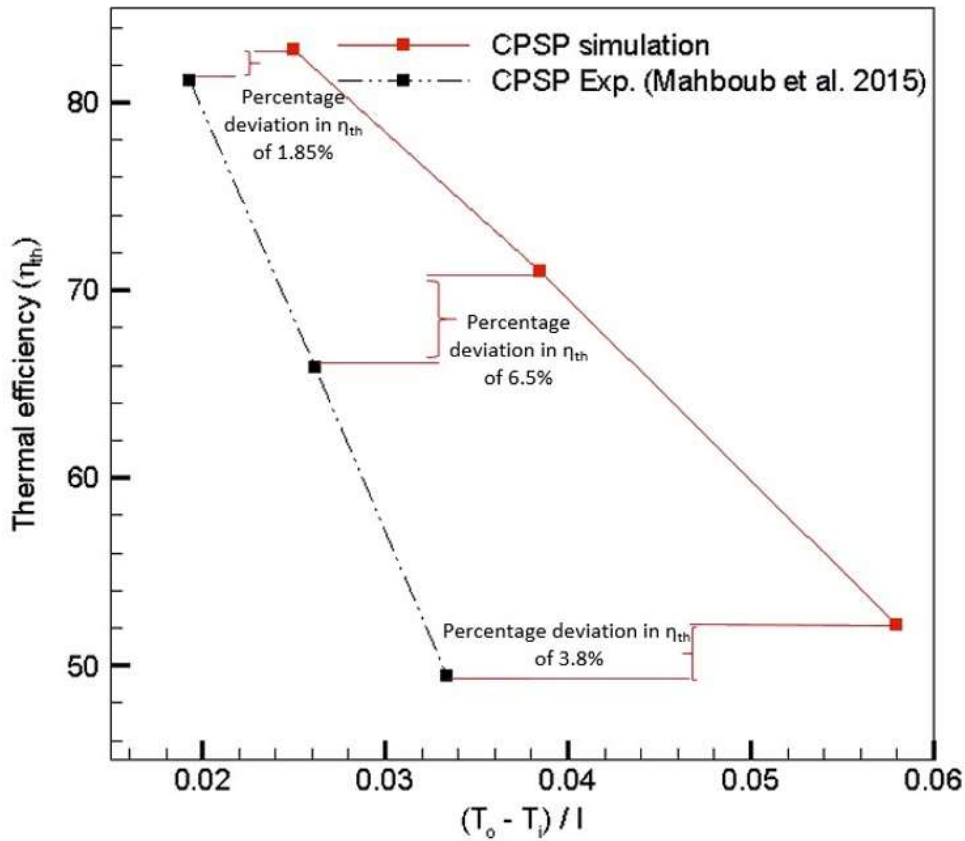 CPSP simulation
CPSP Exp. (Mahboub et al. 2015)
80
70
60
50
Thermal efficiency (ηth)
Percentage
deviation in ηth
of 1.85%
Percentage
deviation in ηth
of 6.5%
Percentage deviation in ηth
of 3.8%
0.02
0.03
0.04
0.05
0.06
(To - Ti) / I